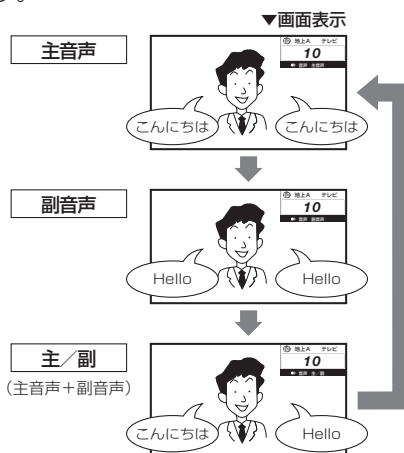 す。
▼画面表示
主音声
地上A テレビ
10
音声 主音声
こんにちは
こんにちは
副音声
地上A テレビ
10
音声 副音声
Hello
Hello
主／副
(主音声＋副音声)
地上A テレビ
10
音声 主／副
こんにちは
Hello